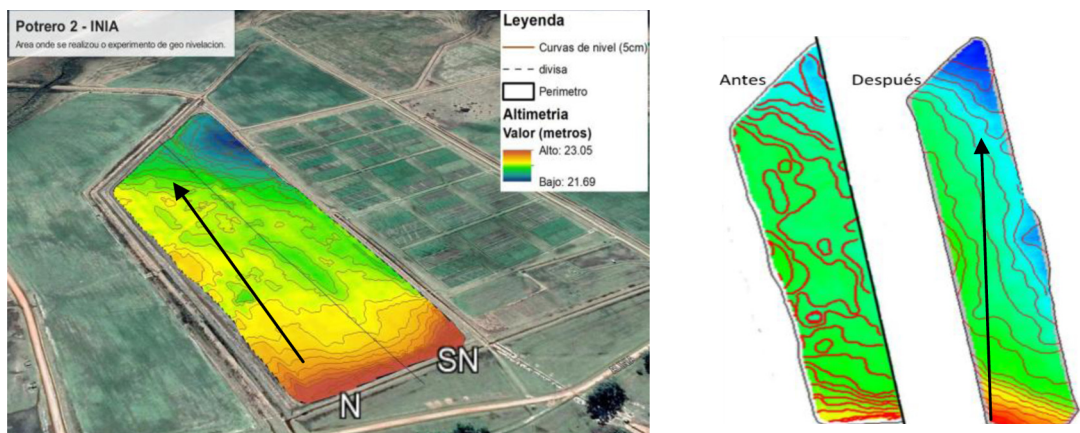 Potrero 2 - INIA
Area onde se realizou o experimento de geo nivelacion.
Leyenda
Curvas de nivel (5cm)
divisa
Perimetro
Altimetria
Valor (metros)
Alto: 23.05
Bajo: 21.69
SN
N
Antes
Después